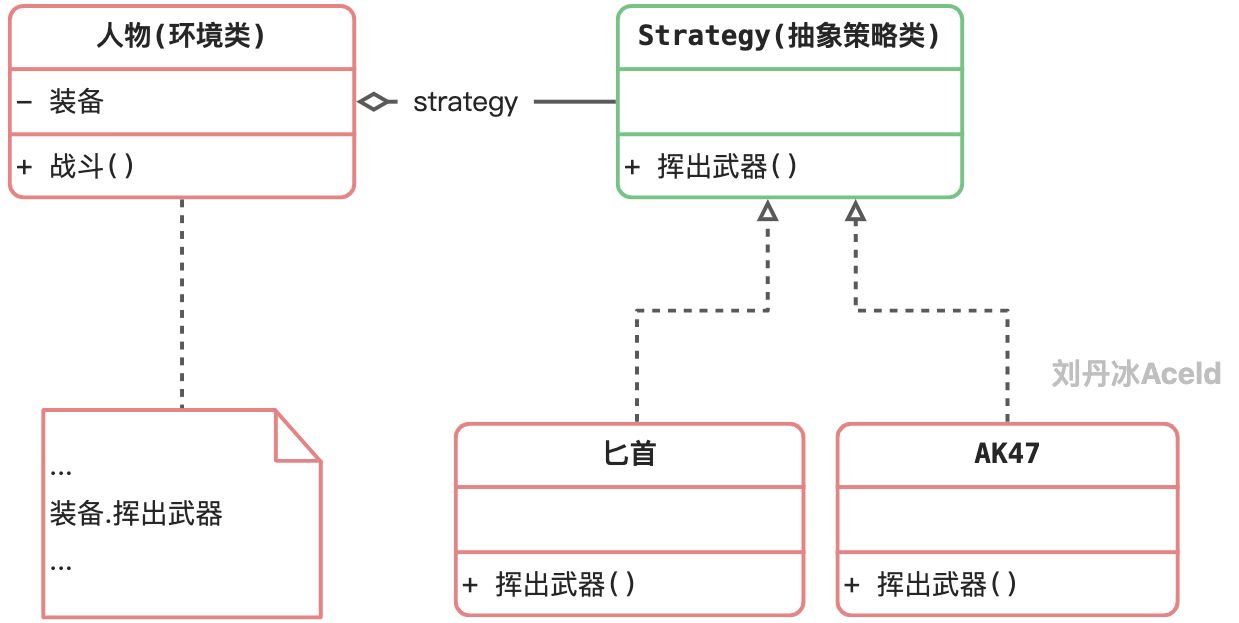 人物(环境类)
- 装备
+ 战斗()
strategy
Strategy(抽象策略类)
+ 挥出武器()
...
装备.挥出武器
...
匕首
+ 挥出武器()
AK47
+ 挥出武器()
刘丹冰Aceld